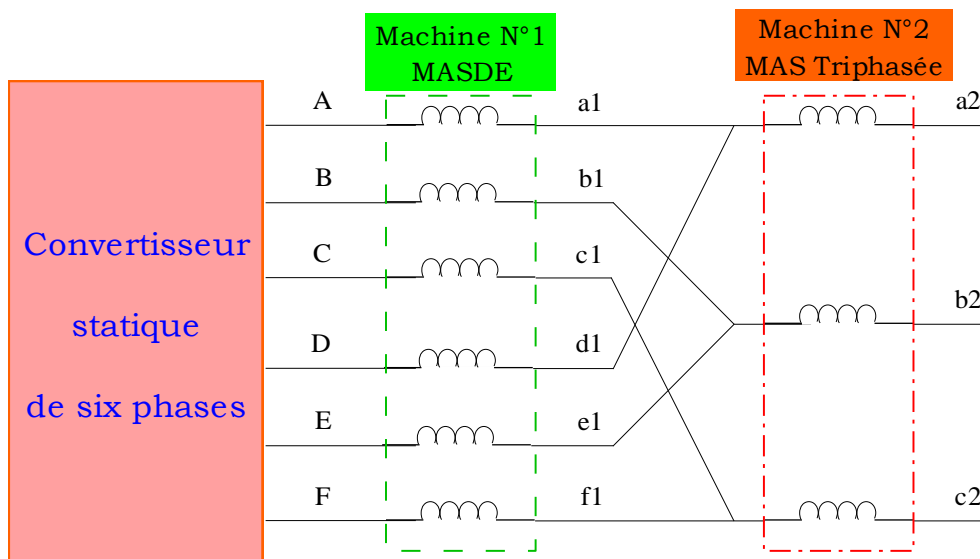 Machine N°1
MASDE
Machine N°2
MAS Triphasée
Convertisseur
statique
de six phases
A
a1
a2
B
b1
C
c1
b2
D
d1
E
e1
F
f1
c2